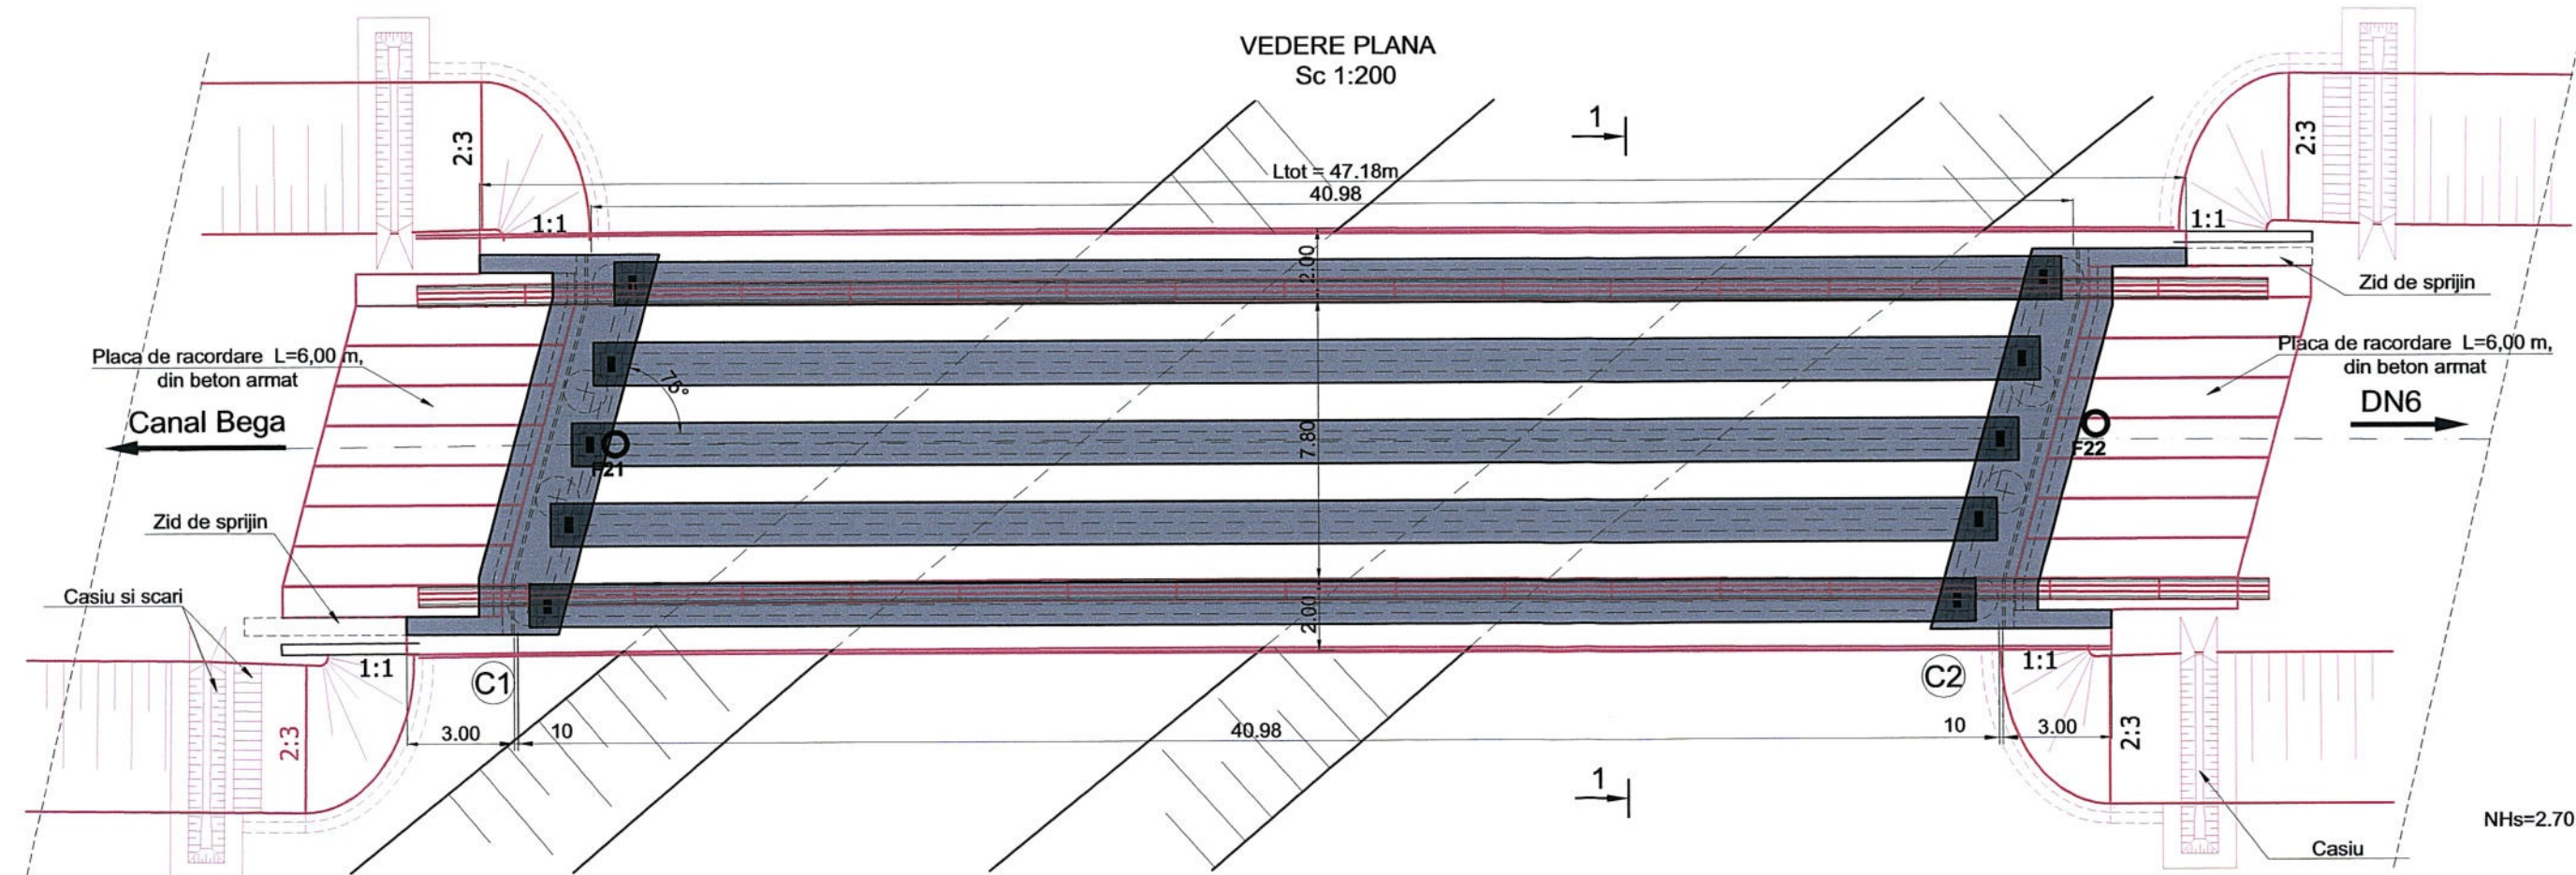 VEDERE PLANA
Sc 1:200
1
2:3
2:3
Ltot = 47.18m
40.98
1:1
1:1
2.00
Zid de sprijin
Placa de racordare L=6,00 m,
din beton armat
75°
Placa de racordare L=6,00 m,
din beton armat
Canal Bega
DN6
7.80
F21
F22
Zid de sprijin
Casiu si scari
2.00
1:1
C1
C2
1:1
2:3
3.00
10
40.98
10
3.00
2:3
1
NHs=2.70
Casiu